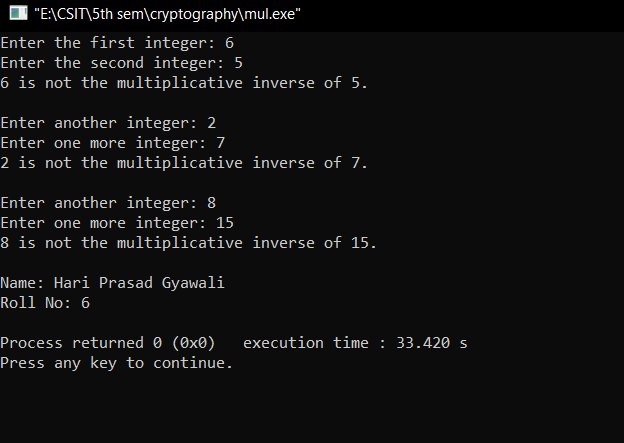 "E:\CSIT\5th sem\cryptography\mul.exe"
Enter the first integer: 6
Enter the second integer: 5
6 is not the multiplicative inverse of 5.
Enter another integer: 2
Enter one more integer: 7
2 is not the multiplicative inverse of 7.
Enter another integer: 8
Enter one more integer: 15
8 is not the multiplicative inverse of 15.
Name: Hari Prasad Gyawali
Roll No: 6
Process returned 0 (0x0)   execution time : 33.420 s
Press any key to continue.